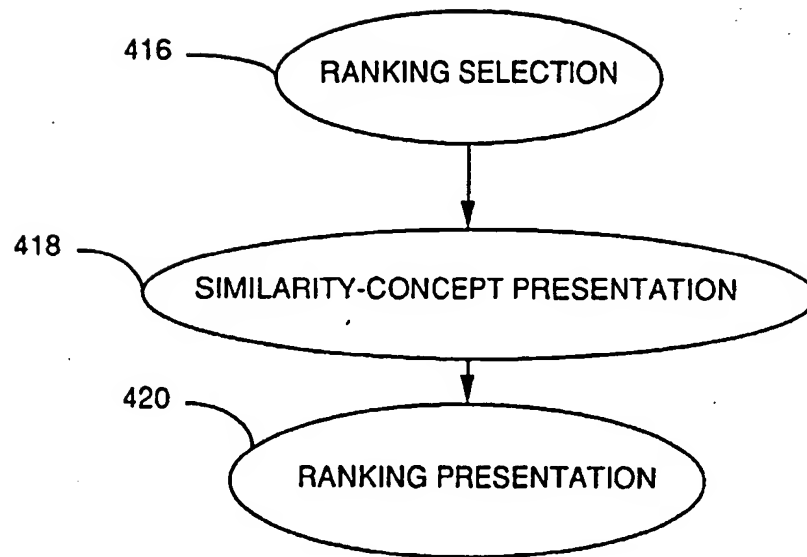 416
RANKING SELECTION
418
SIMILARITY-CONCEPT PRESENTATION
420
RANKING PRESENTATION